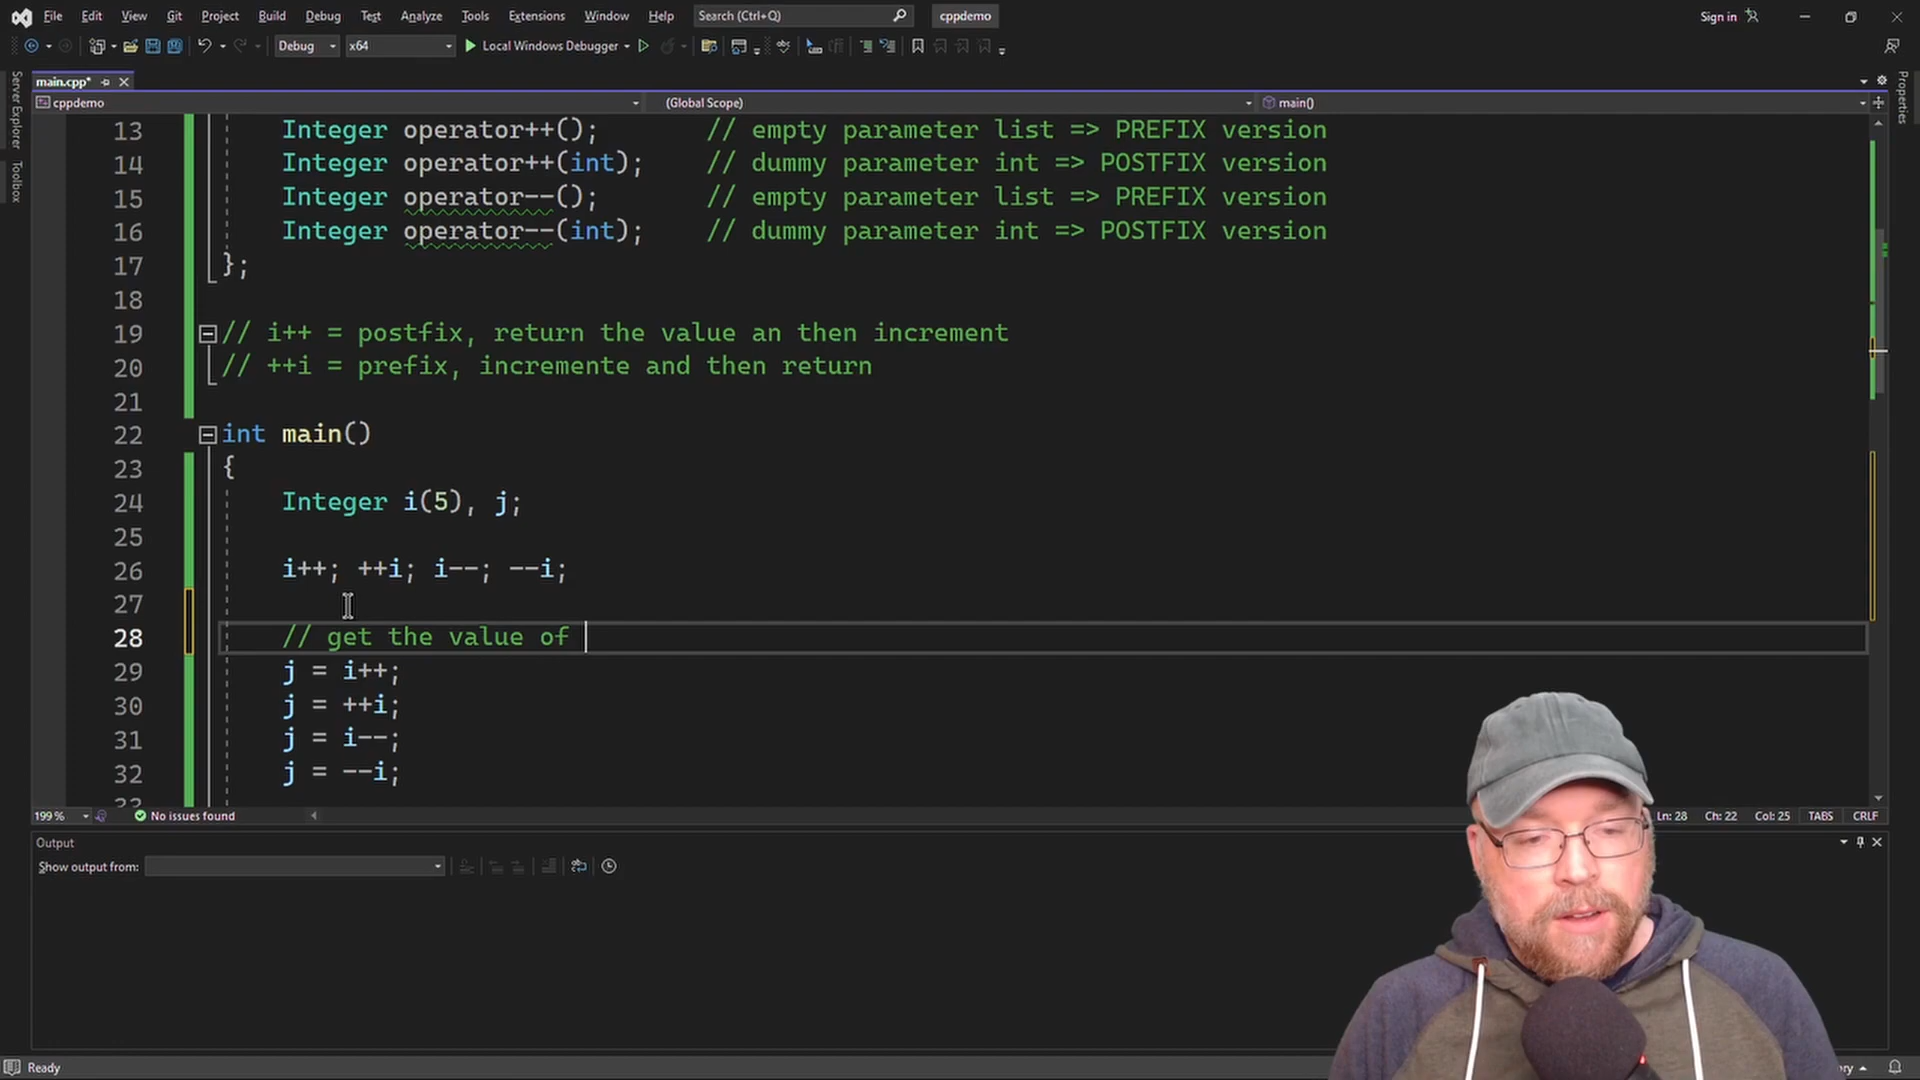 File Edit View Git Project Build Debug Test Analyze Tools Extensions Window Help Search (Ctrl+Q) cppdemo Sign in
Debug x64 Local Windows Debugger
main.cpp*
cppdemo (Global Scope) main()
Server Explorer
Toolbox
Properties
13 Integer operator++(); // empty parameter list => PREFIX version
14 Integer operator++(int); // dummy parameter int => POSTFIX version
15 Integer operator--(); // empty parameter list => PREFIX version
16 Integer operator--(int); // dummy parameter int => POSTFIX version
17 };
18
19 // i++ = postfix, return the value an then increment
20 // ++i = prefix, incremente and then return
21
22 int main()
23 {
24 Integer i(5), j;
25
26 i++; ++i; i--; --i;
27
28 // get the value of
29 j = i++;
30 j = ++i;
31 j = i--;
32 j = --i;
33
199 % No issues found Ln: 28 Ch: 22 Col: 25 TABS CRLF
Output
Show output from:
Ready